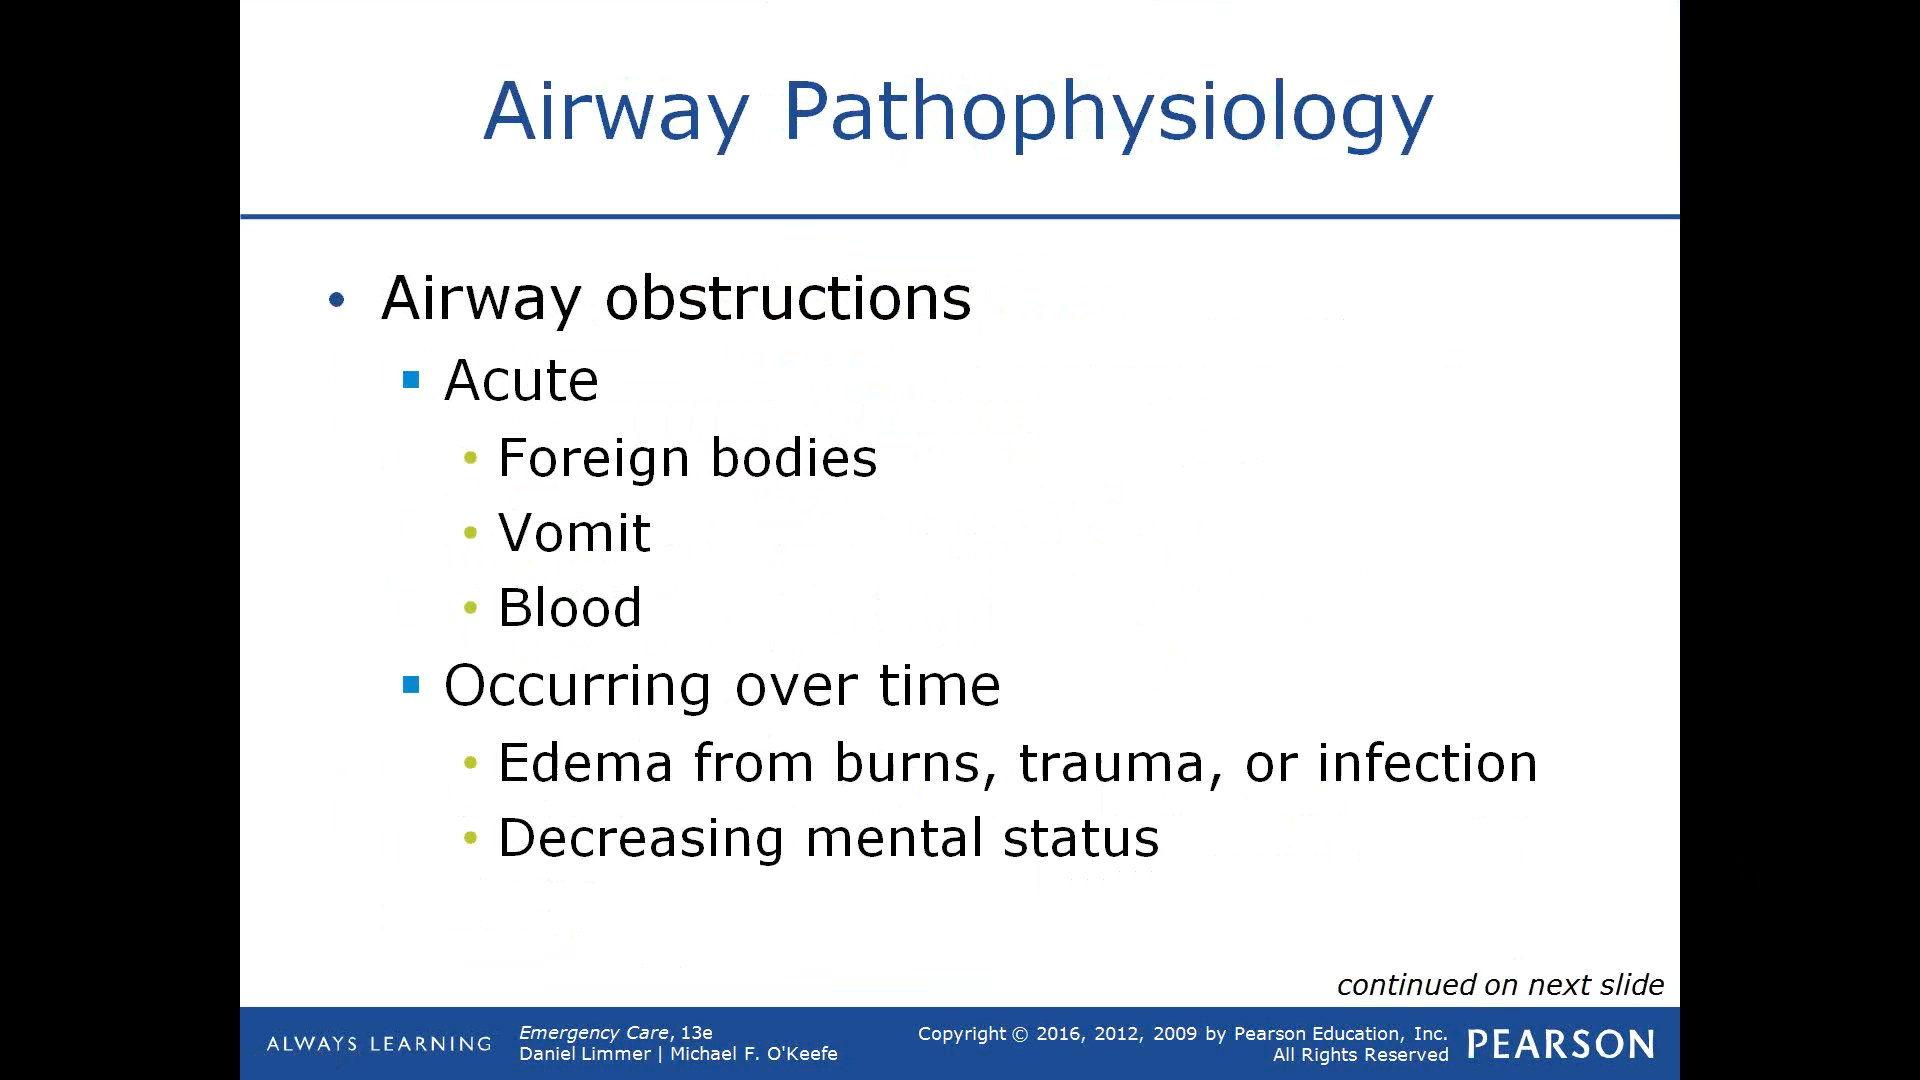 Airway Pathophysiology
• Airway obstructions
▪ Acute
• Foreign bodies
• Vomit
• Blood
▪ Occurring over time
• Edema from burns, trauma, or infection
• Decreasing mental status
continued on next slide
ALWAYS LEARNING
Emergency Care, 13e
Daniel Limmer | Michael F. O'Keefe
Copyright © 2016, 2012, 2009 by Pearson Education, Inc.
All Rights Reserved
PEARSON